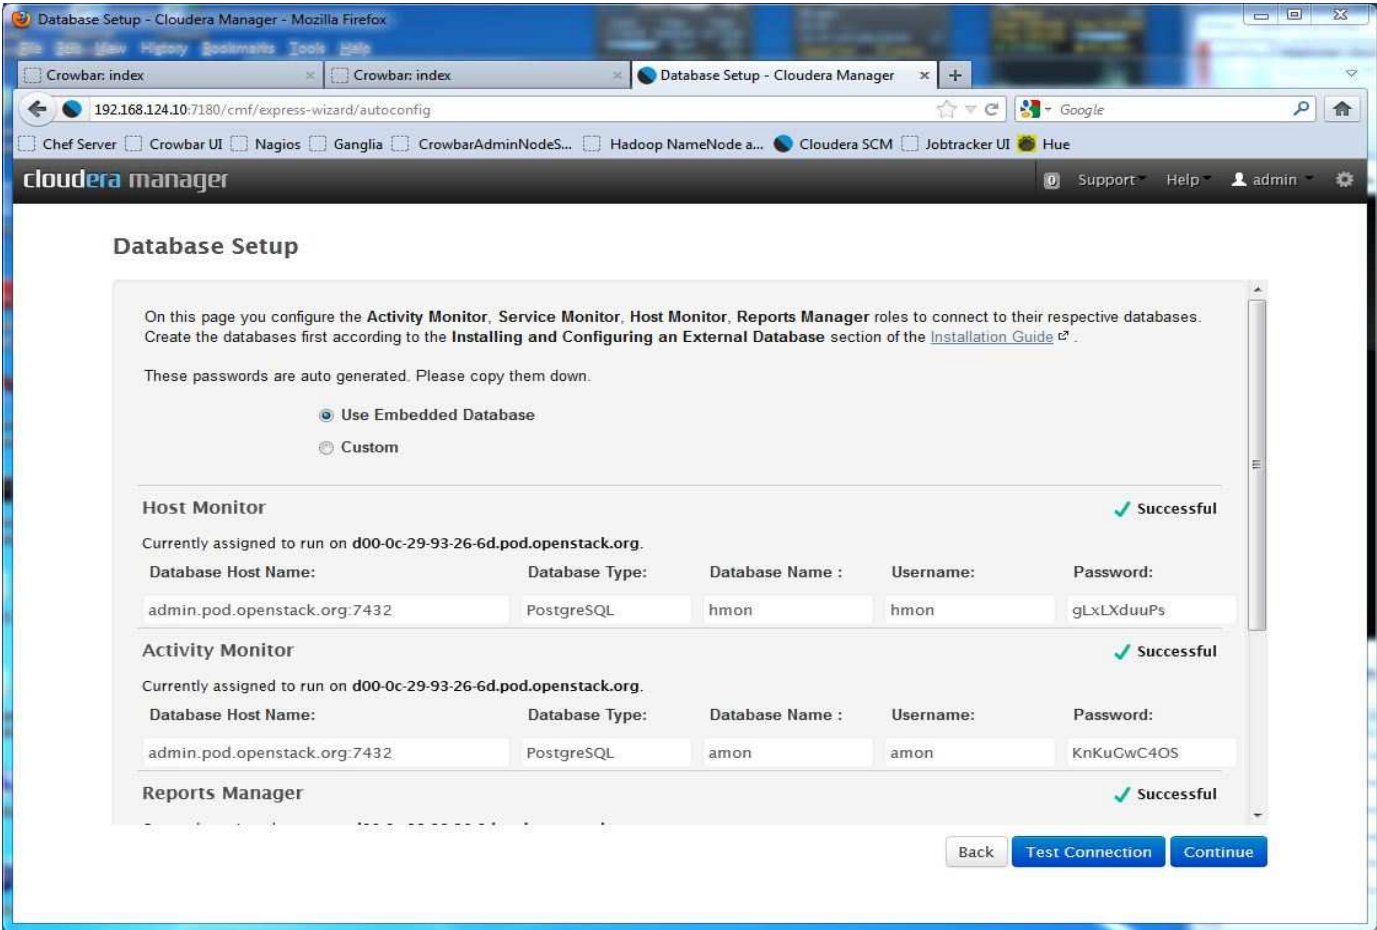 Database Setup - Cloudera Manager - Mozilla Firefox
File Edit View History Bookmarks Tools Help
Crowbar: index
Crowbar: index
Database Setup - Cloudera Manager
192.168.124.10:7180/cmf/express-wizard/autoconfig
Google
Chef Server Crowbar UI Nagios Ganglia CrowbarAdminNodeS... Hadoop NameNode a... Cloudera SCM Jobtracker UI Hue
cloudera manager
0 Support Help admin
Database Setup
On this page you configure the Activity Monitor, Service Monitor, Host Monitor, Reports Manager roles to connect to their respective databases.
Create the databases first according to the Installing and Configuring an External Database section of the Installation Guide .
These passwords are auto generated. Please copy them down.
Use Embedded Database
Custom
Host Monitor Successful
Currently assigned to run on d00-0c-29-93-26-6d.pod.openstack.org.
Database Host Name: Database Type: Database Name : Username: Password:
admin.pod.openstack.org:7432 PostgreSQL hmon hmon gLxLXduuPs
Activity Monitor Successful
Currently assigned to run on d00-0c-29-93-26-6d.pod.openstack.org.
Database Host Name: Database Type: Database Name : Username: Password:
admin.pod.openstack.org:7432 PostgreSQL amon amon KnKuGwC4OS
Reports Manager Successful
Back Test Connection Continue